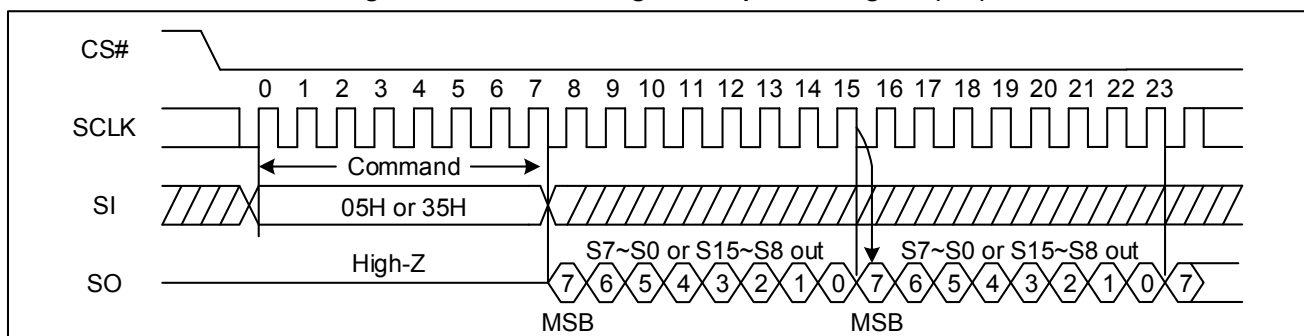 CS#
0 1 2 3 4 5 6 7 8 9 10 11 12 13 14 15 16 17 18 19 20 21 22 23
SCLK
Command
SI
05H or 35H
S7~S0 or S15~S8 out S7~S0 or S15~S8 out
High-Z
SO
7 6 5 4 3 2 1 0 7 6 5 4 3 2 1 0 7
MSB MSB